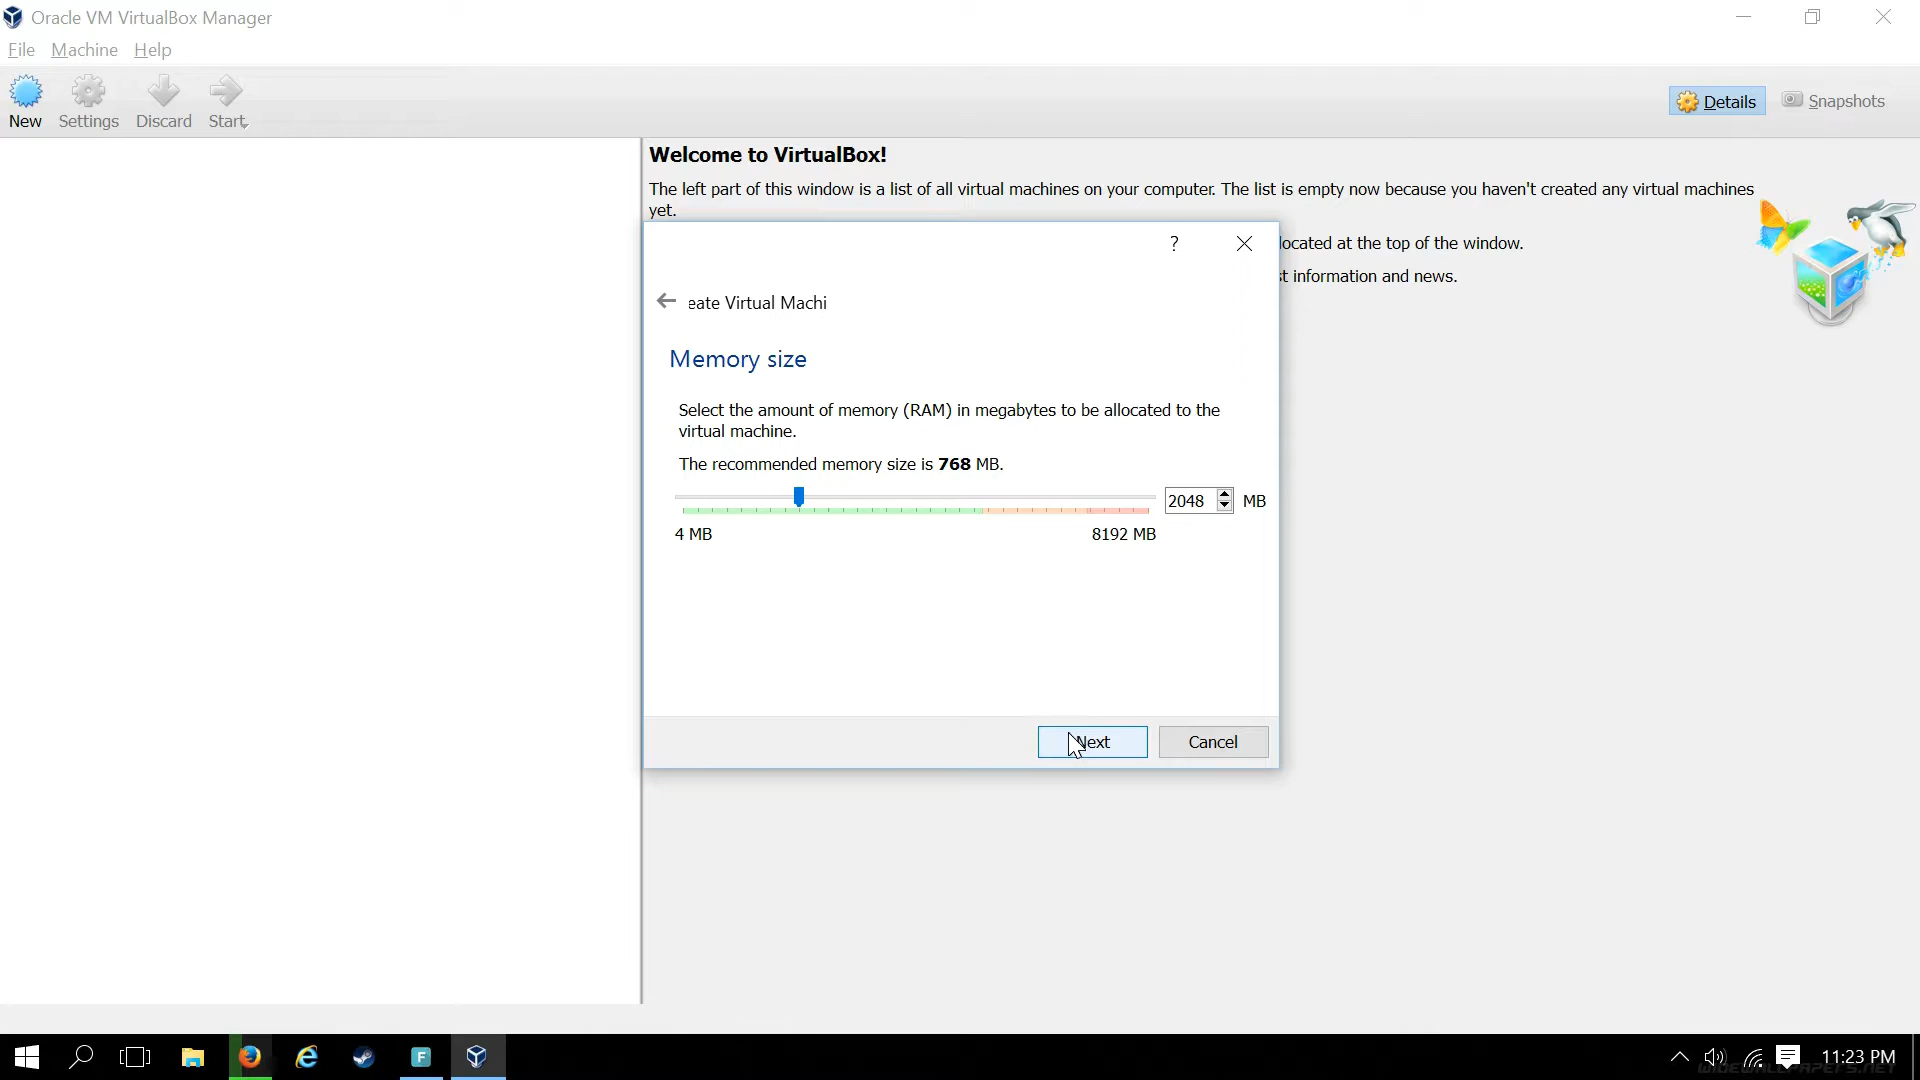 Oracle VM VirtualBox Manager
File Machine Help
New Settings Discard Start
Details Snapshots
Welcome to VirtualBox!
The left part of this window is a list of all virtual machines on your computer. The list is empty now because you haven't created any virtual machines
yet.
located at the top of the window.
st information and news.
?
eate Virtual Machi
Memory size
Select the amount of memory (RAM) in megabytes to be allocated to the
virtual machine.
The recommended memory size is 768 MB.
2048 MB
4 MB 8192 MB
Next Cancel
F
11:23 PM
WIDEWALLPAPERS.NET